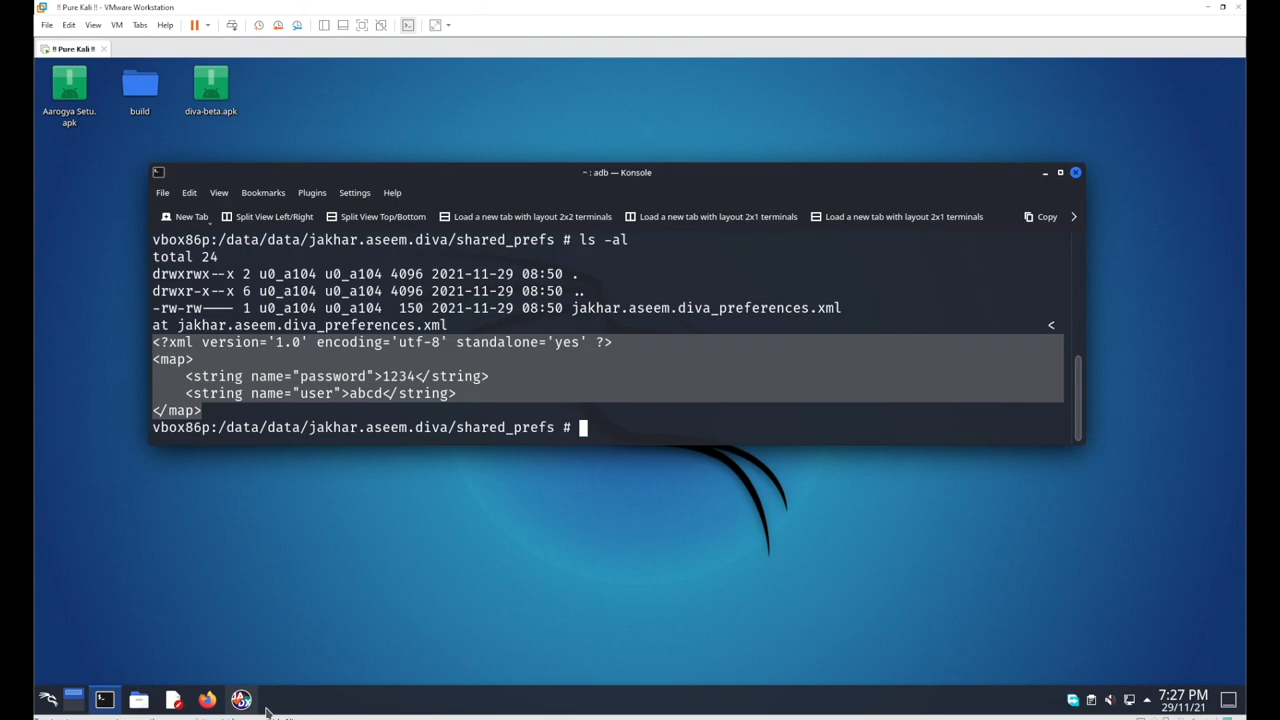 !! Pure Kali !! - VMware Workstation
File Edit View VM Tabs Help
!! Pure Kali !!
Aarogya Setu.
apk
build
diva-beta.apk
~ : adb — Konsole
File Edit View Bookmarks Plugins Settings Help
New Tab Split View Left/Right Split View Top/Bottom Load a new tab with layout 2x2 terminals Load a new tab with layout 2x1 terminals Load a new tab with layout 2x1 terminals Copy
vbox86p:/data/data/jakhar.aseem.diva/shared_prefs # ls -al
total 24
drwxrwx--x 2 u0_a104 u0_a104 4096 2021-11-29 08:50 .
drwxr-x--x 6 u0_a104 u0_a104 4096 2021-11-29 08:50 ..
-rw-rw---- 1 u0_a104 u0_a104  150 2021-11-29 08:50 jakhar.aseem.diva_preferences.xml
at jakhar.aseem.diva_preferences.xml <
<?xml version='1.0' encoding='utf-8' standalone='yes' ?>
<map>
    <string name="password">1234</string>
    <string name="user">abcd</string>
</map>
vbox86p:/data/data/jakhar.aseem.diva/shared_prefs #
JADX
7:27 PM
29/11/21